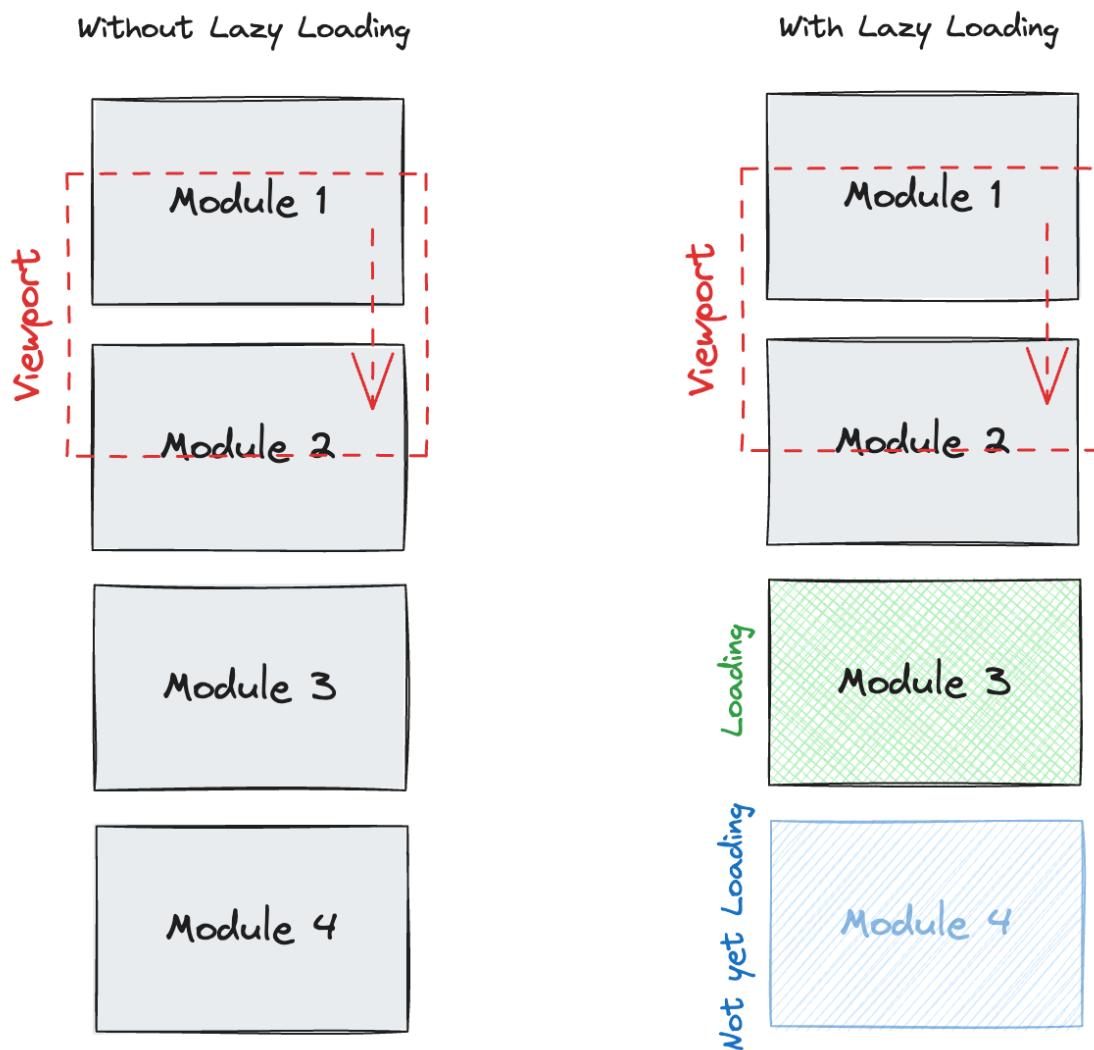 Without Lazy Loading
Module 1
Viewport
Module 2
Module 3
Module 4
With Lazy Loading
Module 1
Viewport
Module 2
Loading
Module 3
Not yet Loading
Module 4